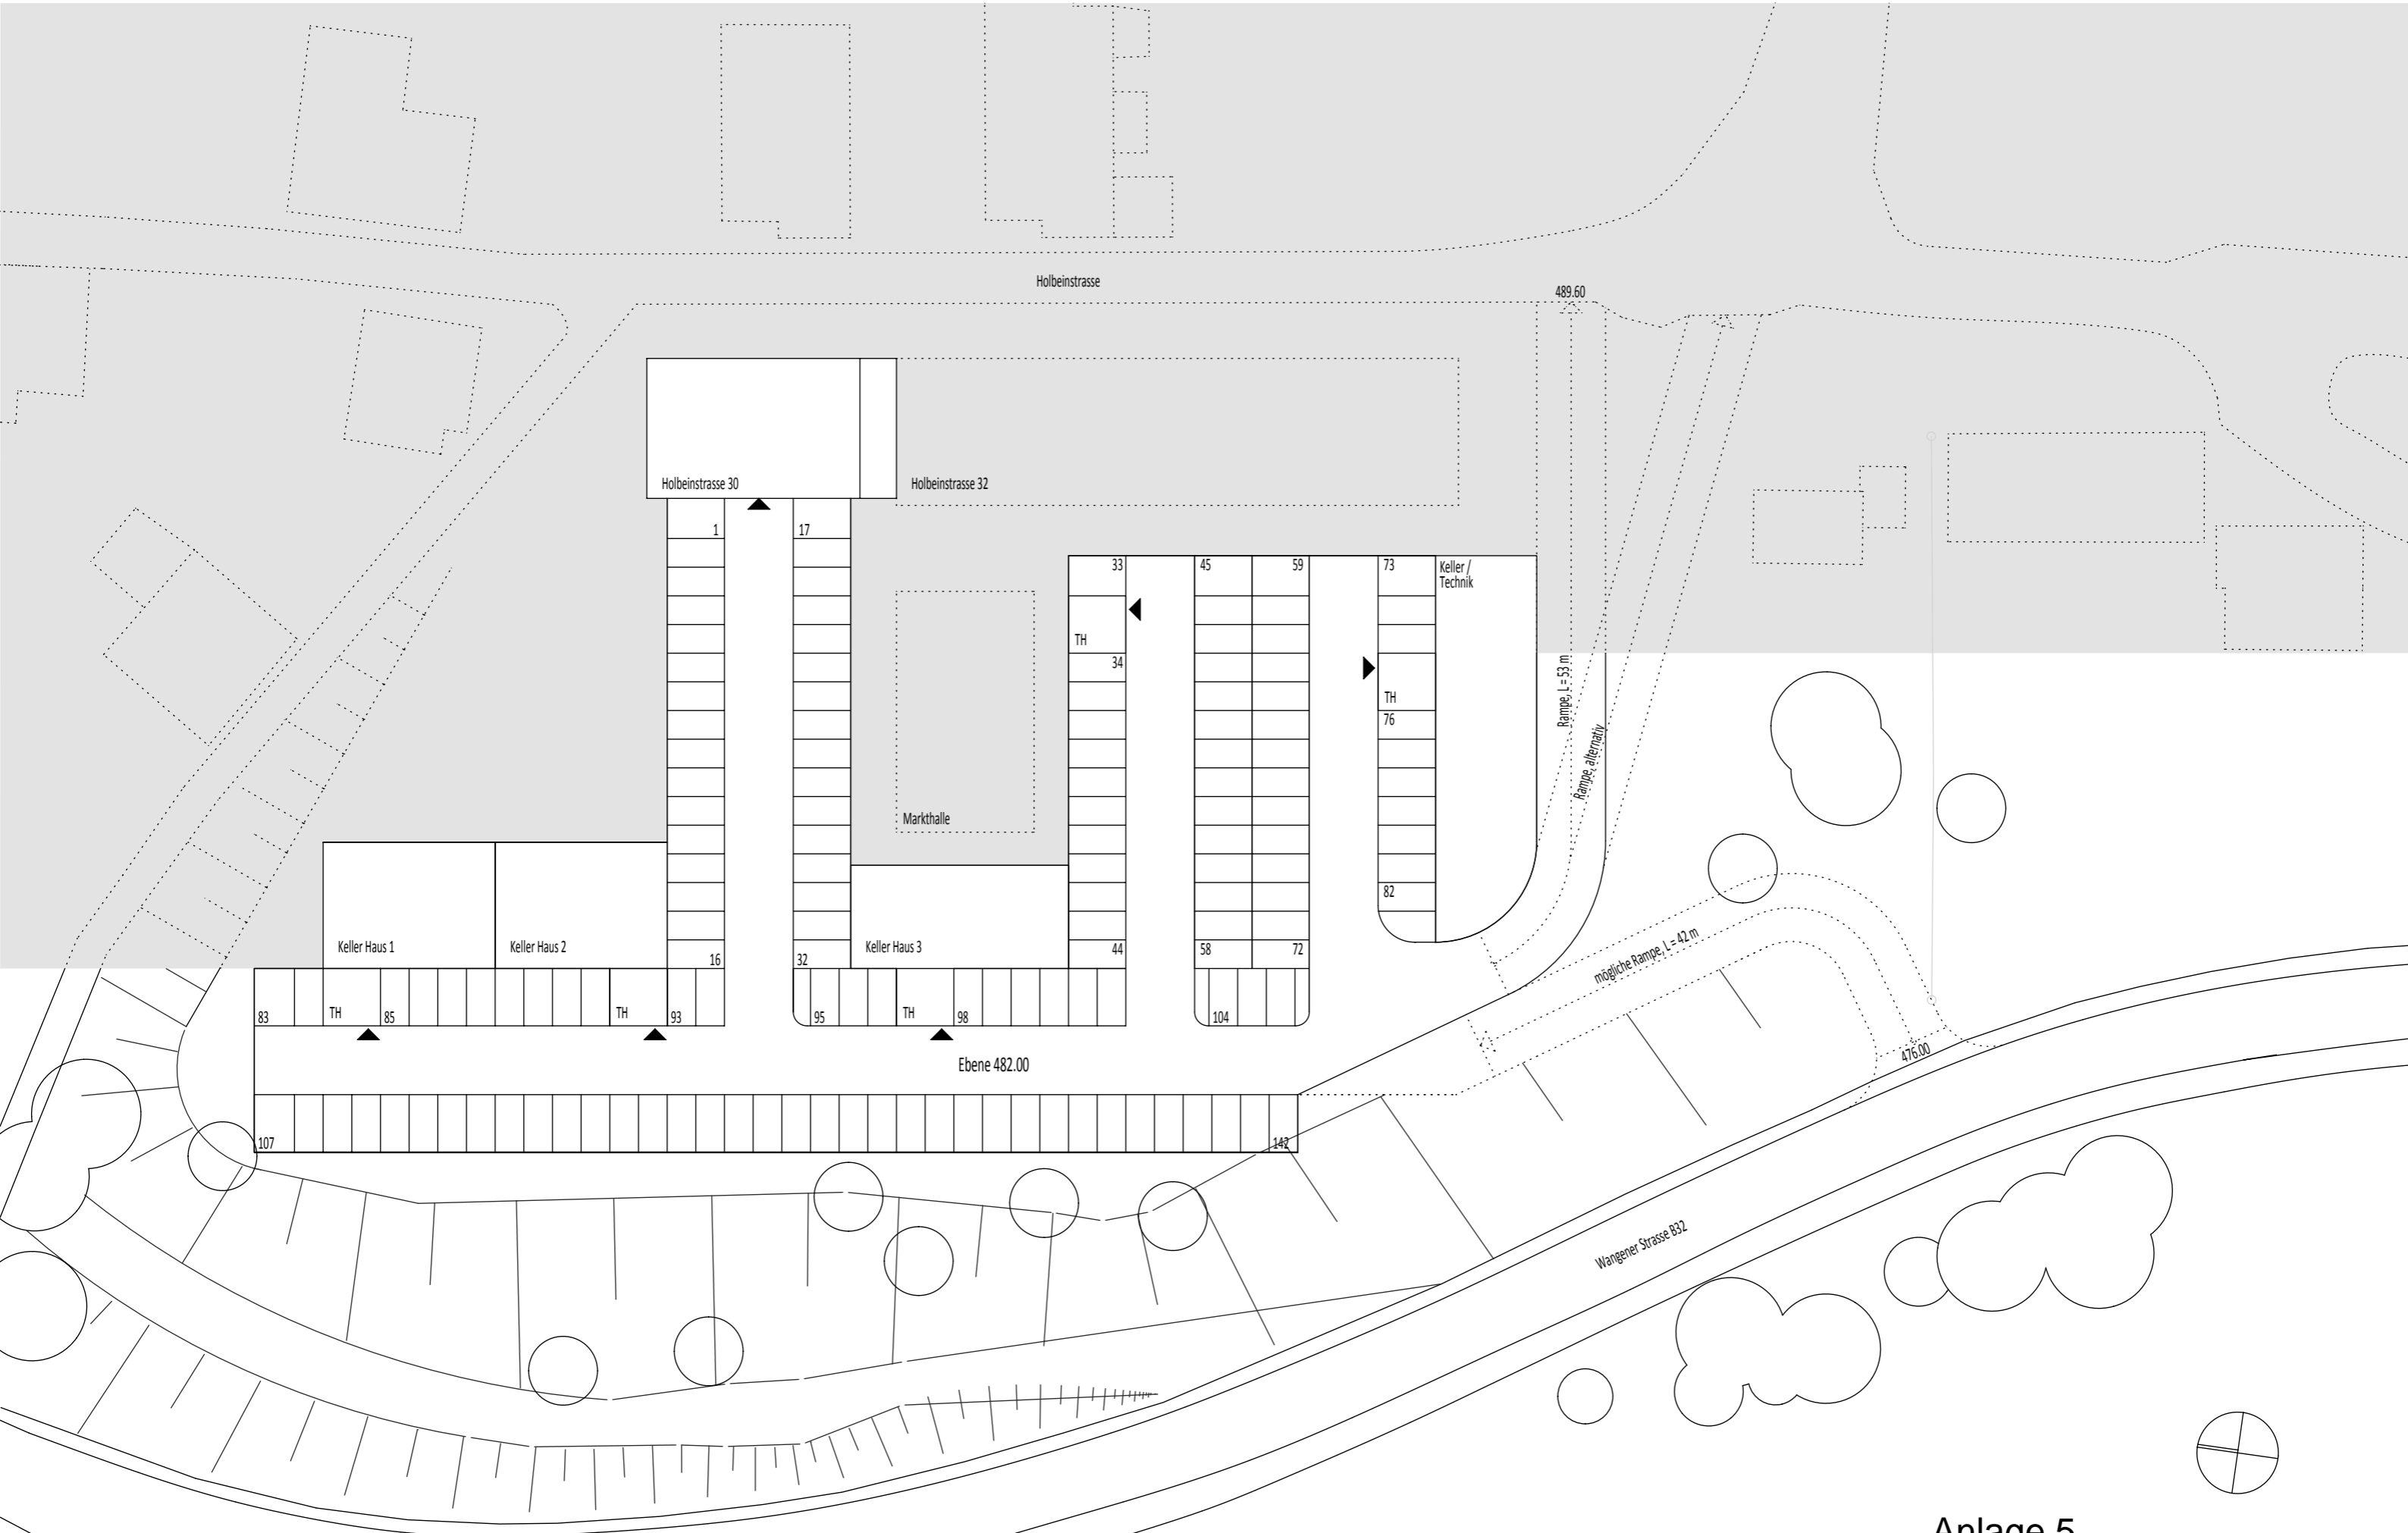 Holbeinstrasse
489.60
Holbeinstrasse 30
Holbeinstrasse 32
1
17
33
45
59
73
Keller /
Technik
TH
34
TH
76
Rampe, L = 53 m
Rampe, alternativ
Markthalle
82
Keller Haus 1
Keller Haus 2
16
32
Keller Haus 3
44
58
72
mögliche Rampe, L = 42 m
83
TH
85
TH
93
95
TH
98
104
Ebene 482.00
476.00
107
142
Wangener Strasse B32
Anlage 5